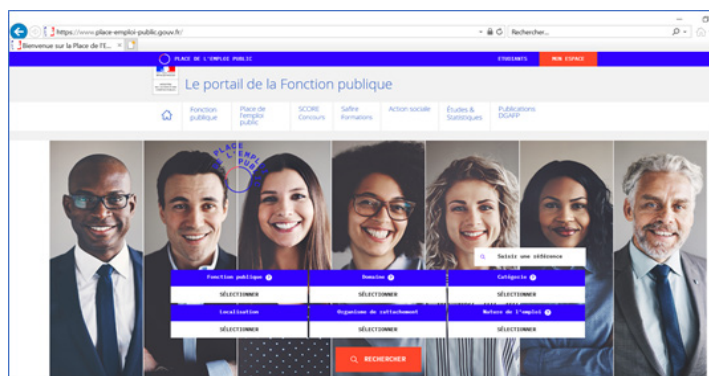 https://www.place-emploi-public.gouv.fr/
Rechercher...
Bienvenue sur la Place de l'E...
PLACE DE L'EMPLOI PUBLIC
ETUDIANTS
MON ESPACE
Le portail de la Fonction publique
Fonction publique
Place de l'emploi public
SCORE Concours
Safire Formations
Action sociale
Études & Statistiques
Publications DGAFP
PLACE DE L'EMPLOI PUBLIC
Saisir une référence
Fonction publique
Domaine
Catégorie
SÉLECTIONNER
SÉLECTIONNER
SÉLECTIONNER
Localisation
Organisme de rattachement
Nature de l'emploi
SÉLECTIONNER
SÉLECTIONNER
SÉLECTIONNER
RECHERCHER